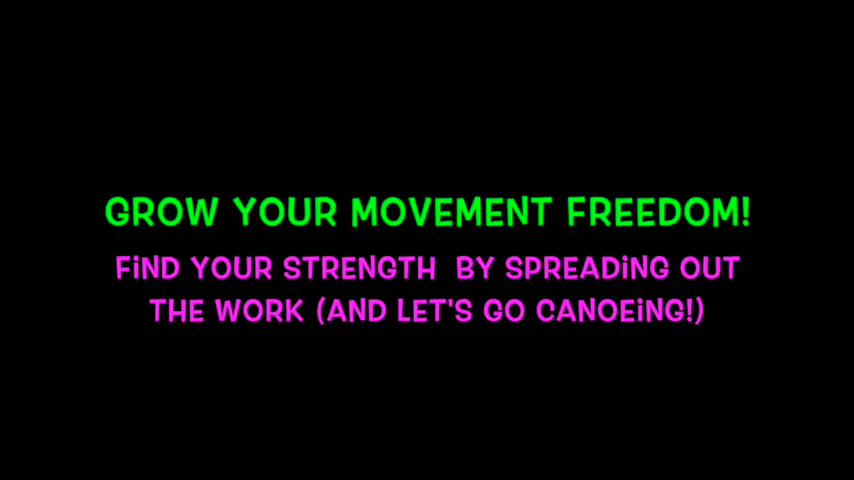 GROW YOUR MOVEMENT FREEDOM!
FiND YOUR STRENGTH BY SPREADiNG OUT
THE WORK (AND LET'S GO CANOEiNG!)